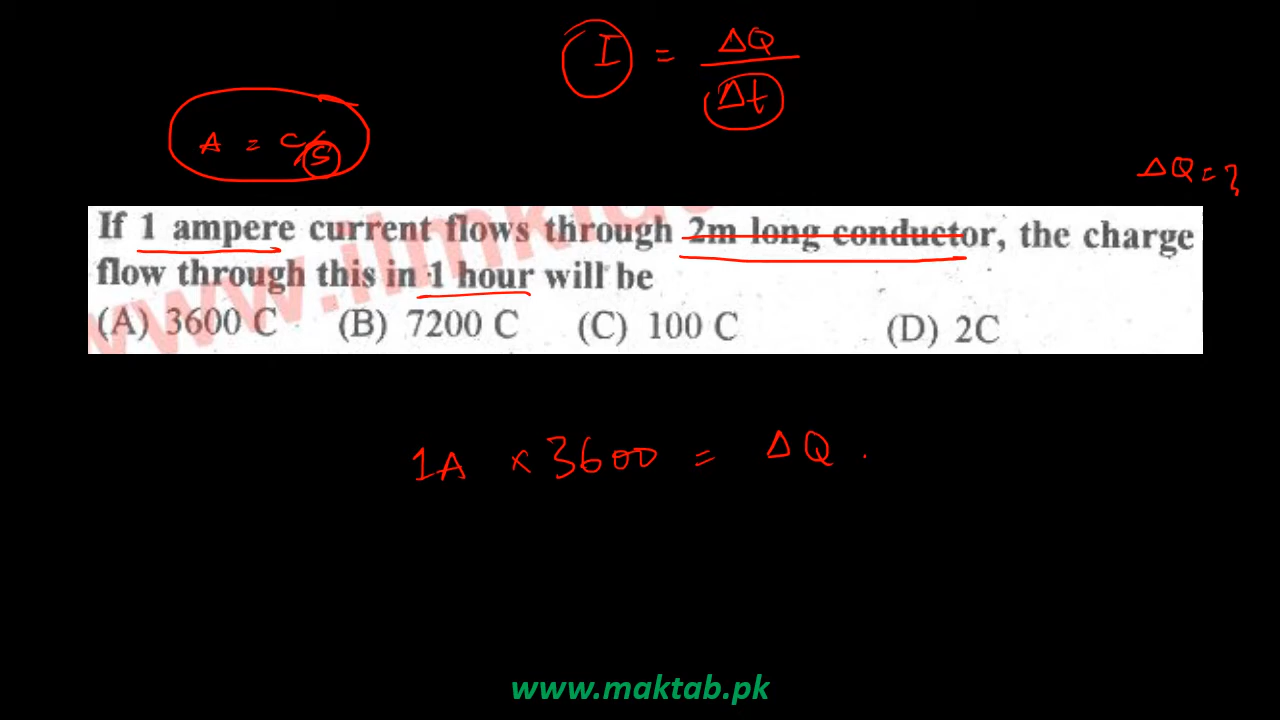 I = ΔQ / Δt
A = C/S
ΔQ = ?
If 1 ampere current flows through 2m long conductor, the charge
flow through this in 1 hour will be
(A) 3600 C (B) 7200 C (C) 100 C (D) 2C
1A × 3600 = ΔQ .
www.maktab.pk